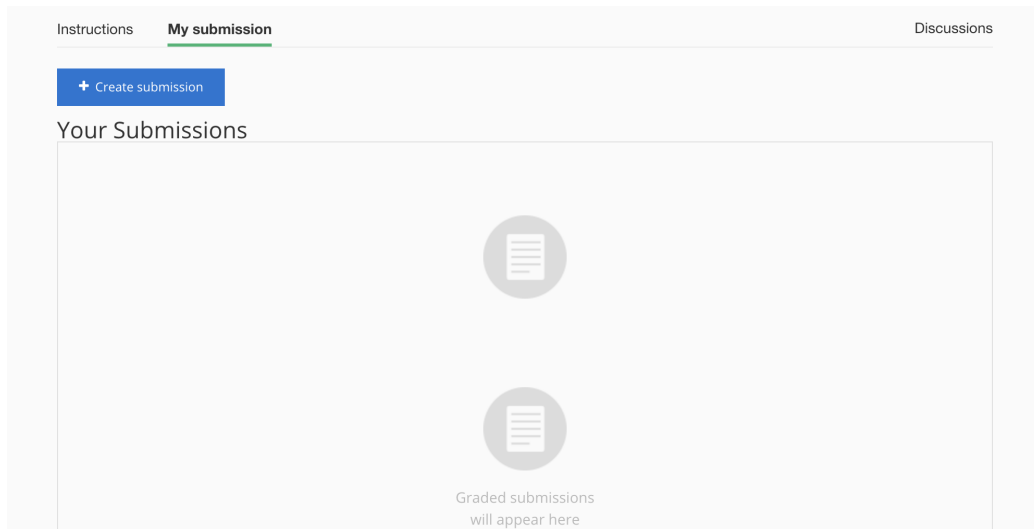 Instructions My submission Discussions
+ Create submission
Your Submissions
Graded submissions
will appear here